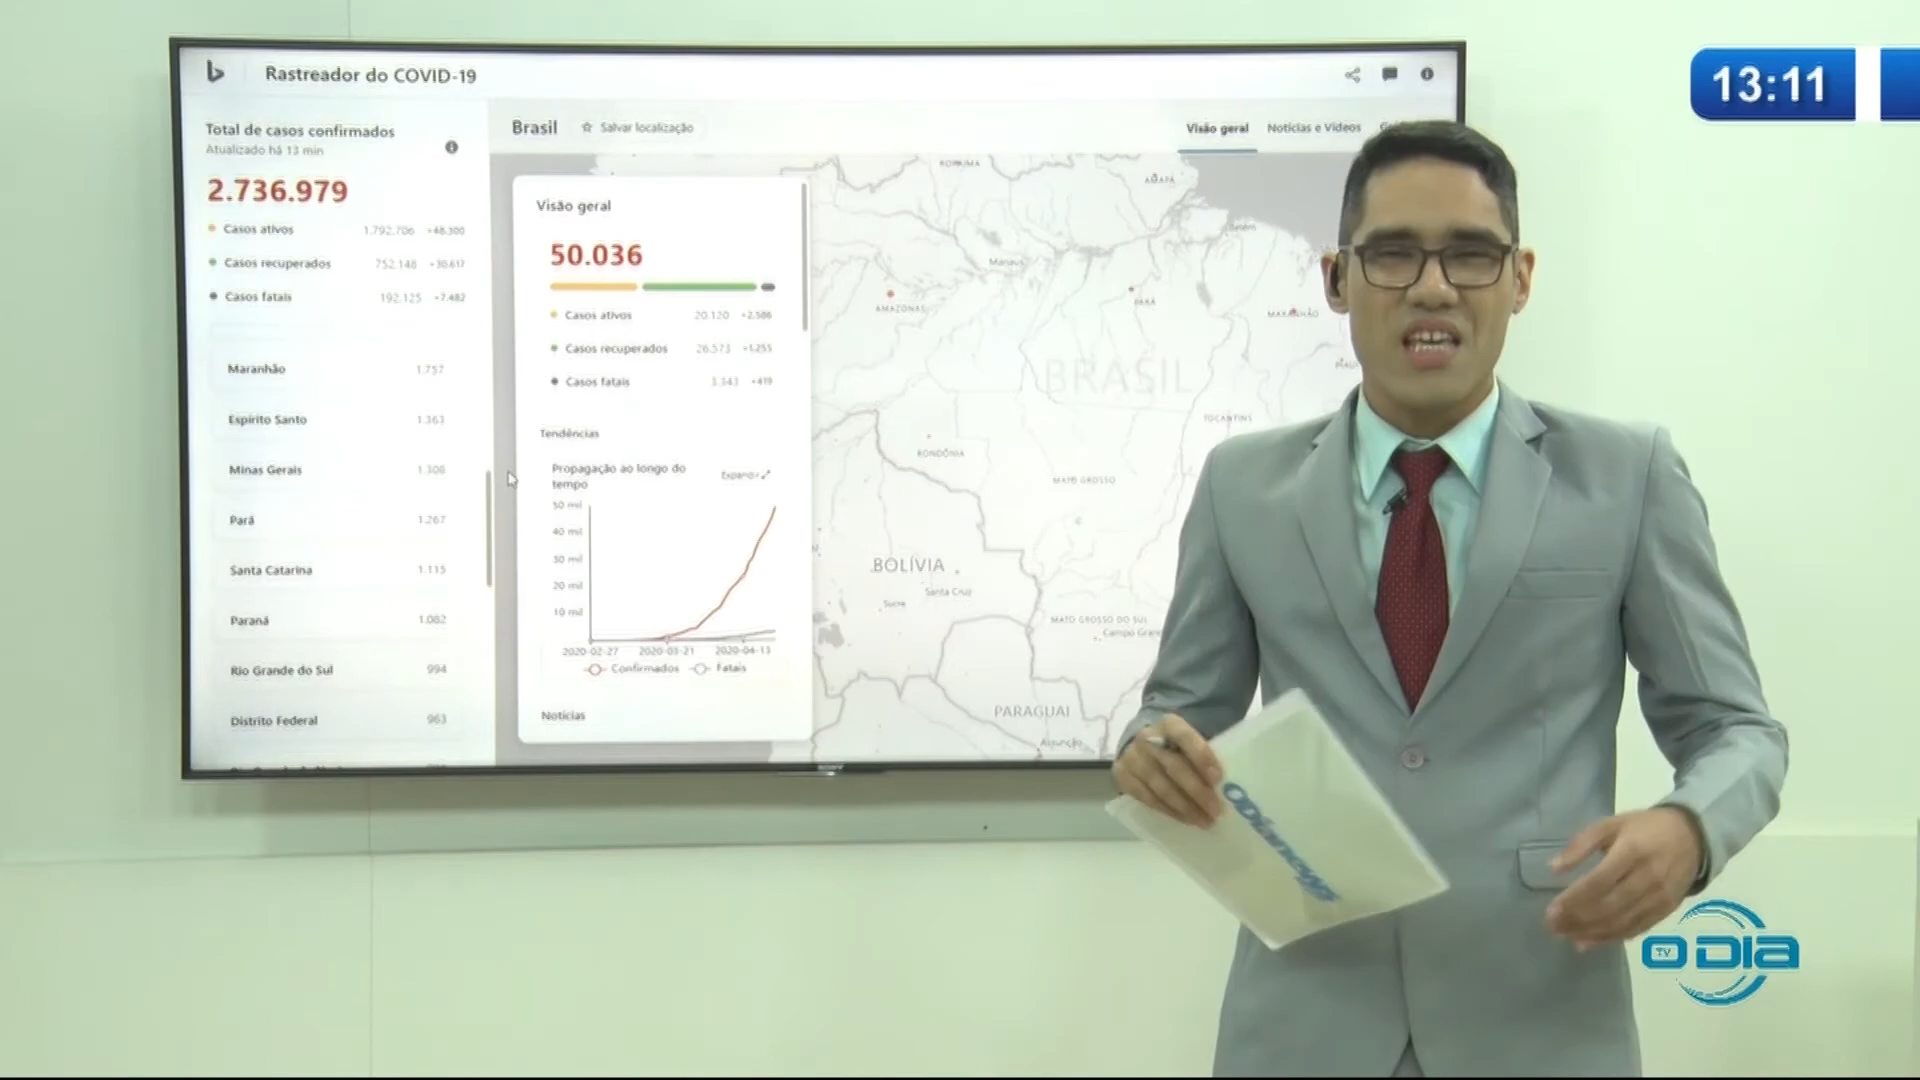 Rastreador do COVID-19
13:11
Total de casos confirmados
Atualizado há 13 min
2.736.979
Casos ativos 1.792.706 +48.300
Casos recuperados 752.148 +30.617
Casos fatais 192.125 +7.482
Maranhão 1.757
Espírito Santo 1.363
Minas Gerais 1.308
Pará 1.267
Santa Catarina 1.115
Paraná 1.082
Rio Grande do Sul 994
Distrito Federal 963
Brasil
Salvar localização
Visão geral
Notícias e Vídeos
Visão geral
50.036
Casos ativos 20.120 +2.586
Casos recuperados 26.573 +1.255
Casos fatais 3.343 +419
Tendências
Propagação ao longo do
tempo
Expandir
50 mil
40 mil
30 mil
20 mil
10 mil
2020-02-27 2020-03-21 2020-04-13
Confirmados Fatais
Notícias
RORAIMA
AMAPÁ
Belém
Manaus
AMAZONAS
PARÁ
MARANHÃO
BRASIL
TOCANTINS
RONDÔNIA
MATO GROSSO
BOLÍVIA
Santa Cruz
Sucre
MATO GROSSO DO SUL
PARAGUAI
Assunção
SONY
ODianews
TV O DIA